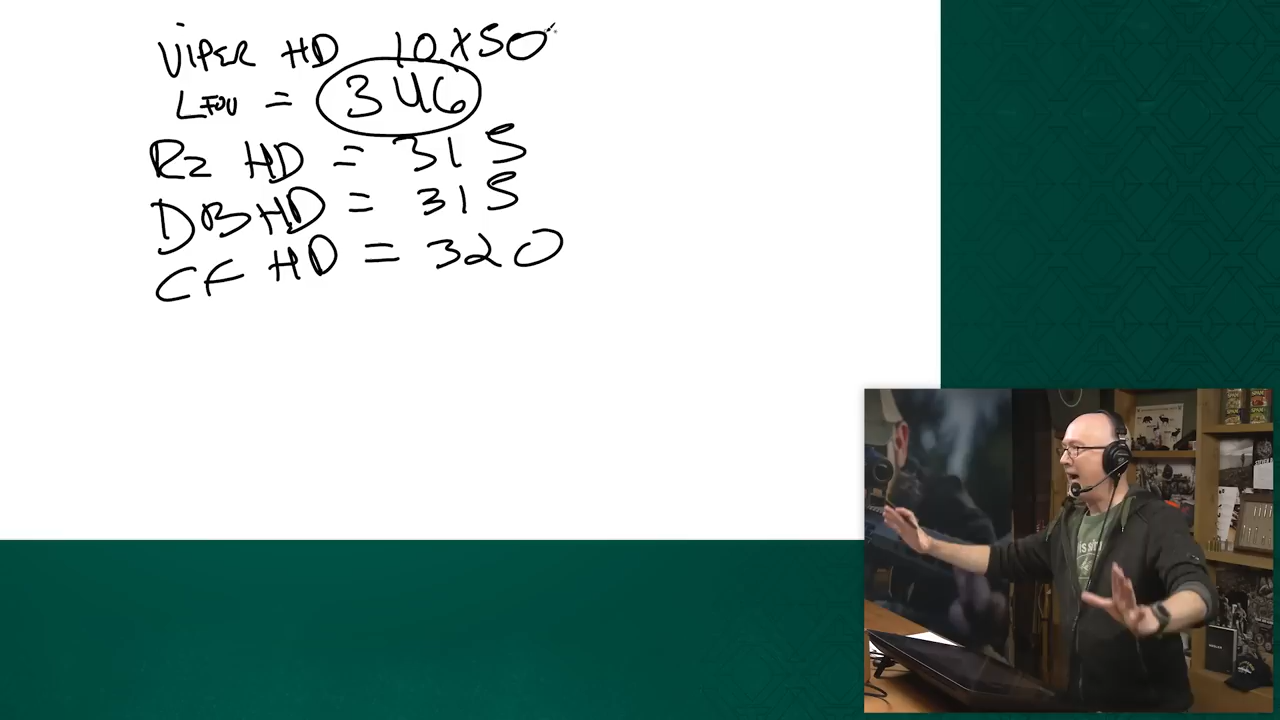 VIPER HD 10X50
LFOV = 346
RZ HD = 315
DB HD = 315
CF HD = 320